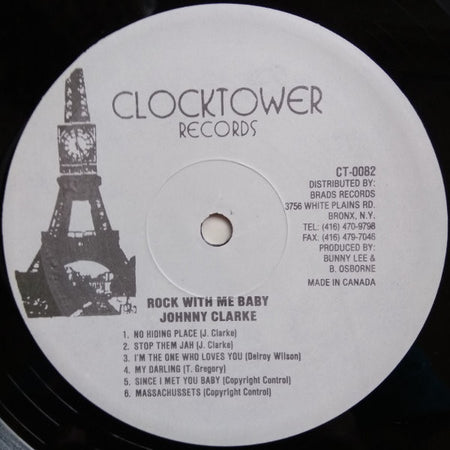 CLOCKTOWER
RECORDS
CT-0082
DISTRIBUTED BY:
BRADS RECORDS
3756 WHITE PLAINS RD.
BRONX, N.Y.
TEL: (416) 470-9798
FAX: (416) 479-7046
PRODUCED BY:
BUNNY LEE &
B. OSBORNE
MADE IN CANADA
ROCK WITH ME BABY
JOHNNY CLARKE
1. NO HIDING PLACE (J. Clarke)
2. STOP THEM JAH (J. Clarke)
3. I'M THE ONE WHO LOVES YOU (Delroy Wilson)
4. MY DARLING (T. Gregory)
5. SINCE I MET YOU BABY (Copyright Control)
6. MASSACHUSSETS (Copyright Control)